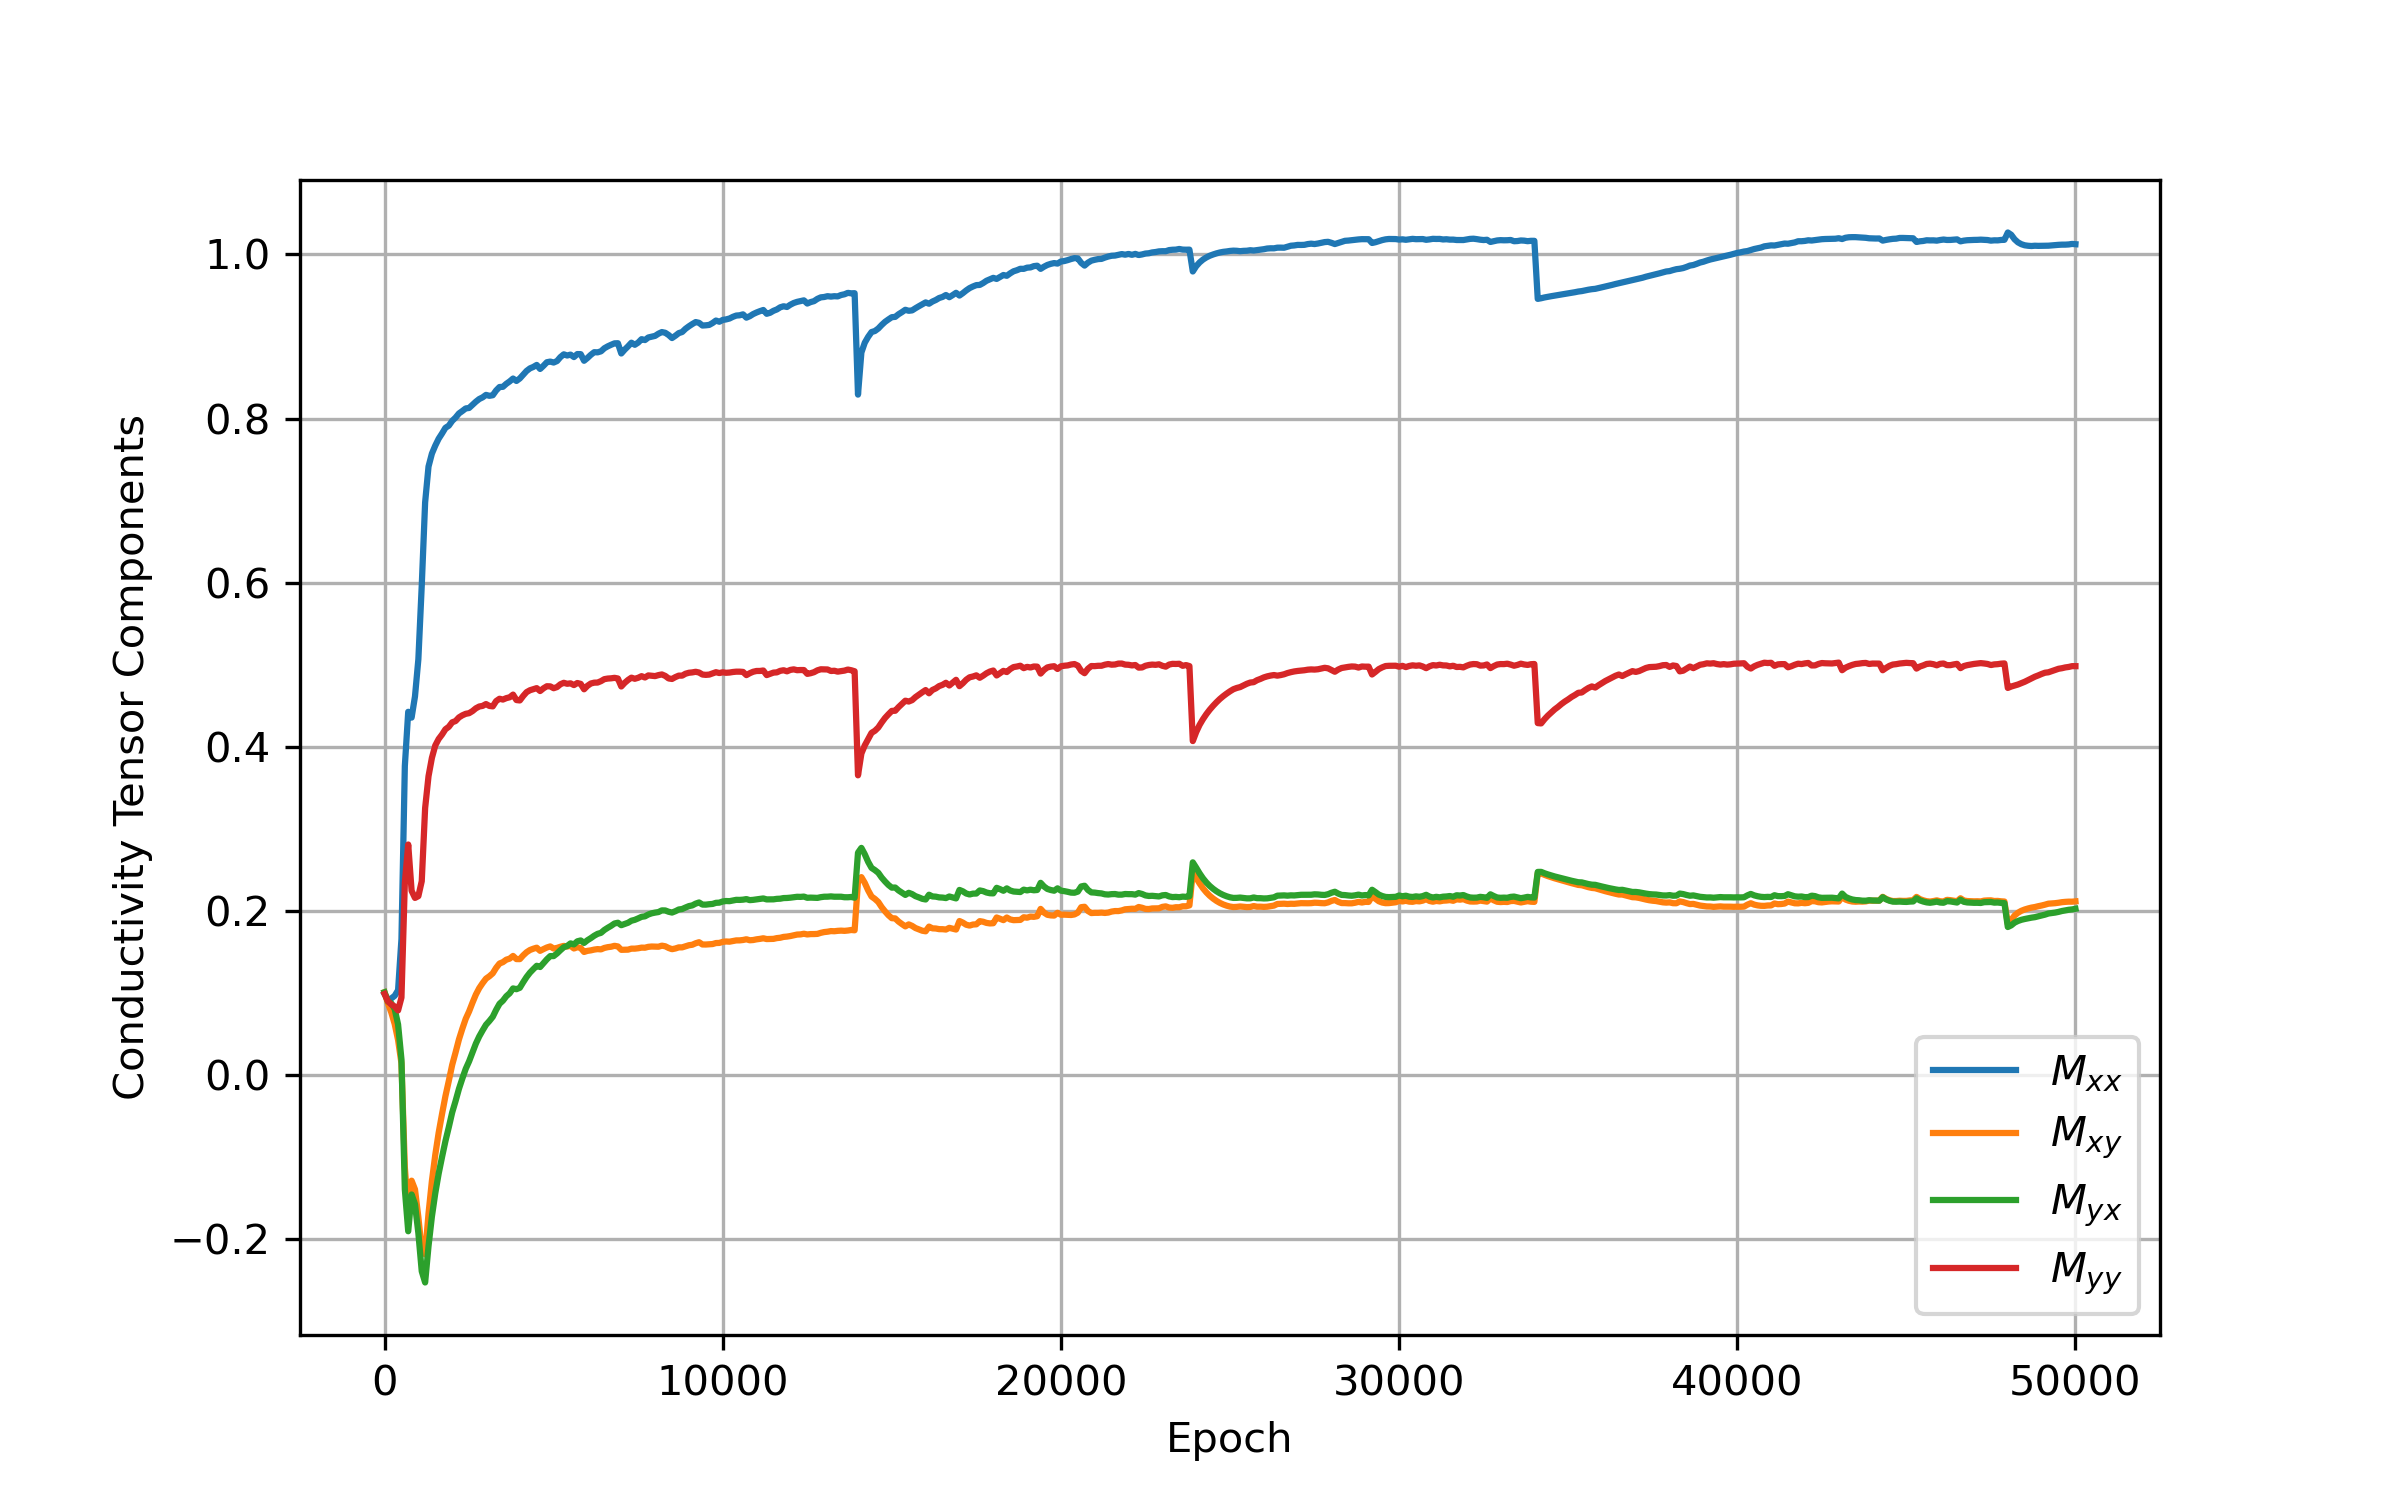 Conductivity Tensor Components
1.0
0.8
0.6
0.4
0.2
0.0
−0.2
0 10000 20000 30000 40000 50000
Epoch
M_xx
M_xy
M_yx
M_yy